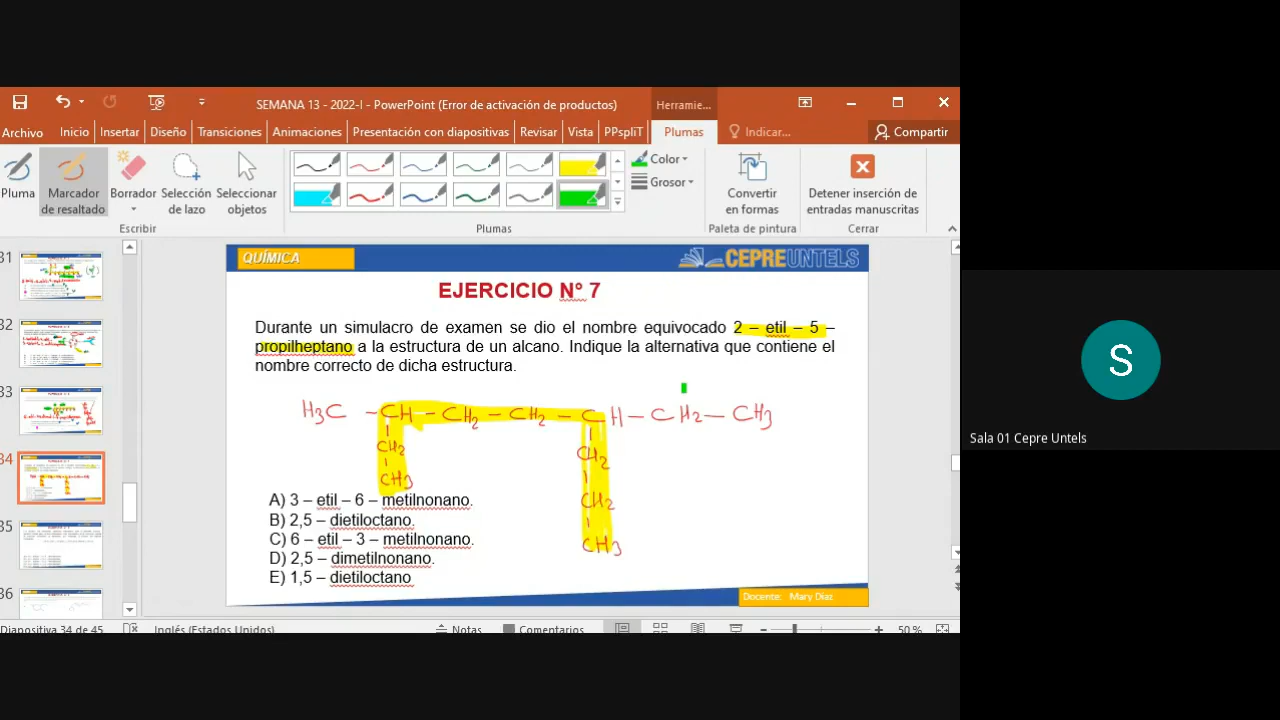 SEMANA 13 - 2022-I - PowerPoint (Error de activación de productos)
Herramie...
Archivo Inicio Insertar Diseño Transiciones Animaciones Presentación con diapositivas Revisar Vista PPspliT Plumas Indicar... Compartir
Pluma
Marcador de resaltado
Borrador
Selección de lazo
Seleccionar objetos
Color
Grosor
Convertir en formas
Detener inserción de entradas manuscritas
Escribir
Plumas
Paleta de pintura
Cerrar
31
32
33
34
35
36
QUÍMICA
CEPREUNTELS
EJERCICIO N° 7
Durante un simulacro de examen se dio el nombre equivocado 2 – etil – 5 –
propilheptano a la estructura de un alcano. Indique la alternativa que contiene el
nombre correcto de dicha estructura.
H3C - CH - CH2 - CH2 - CH - CH2 - CH3
CH2 CH2
CH3 CH2
CH3
A) 3 – etil – 6 – metilnonano.
B) 2,5 – dietiloctano.
C) 6 – etil – 3 – metilnonano.
D) 2,5 – dimetilnonano.
E) 1,5 – dietiloctano
Docente: Mary Díaz
S
Sala 01 Cepre Untels
Diapositiva 34 de 45 Inglés (Estados Unidos) Notas Comentarios 50 %